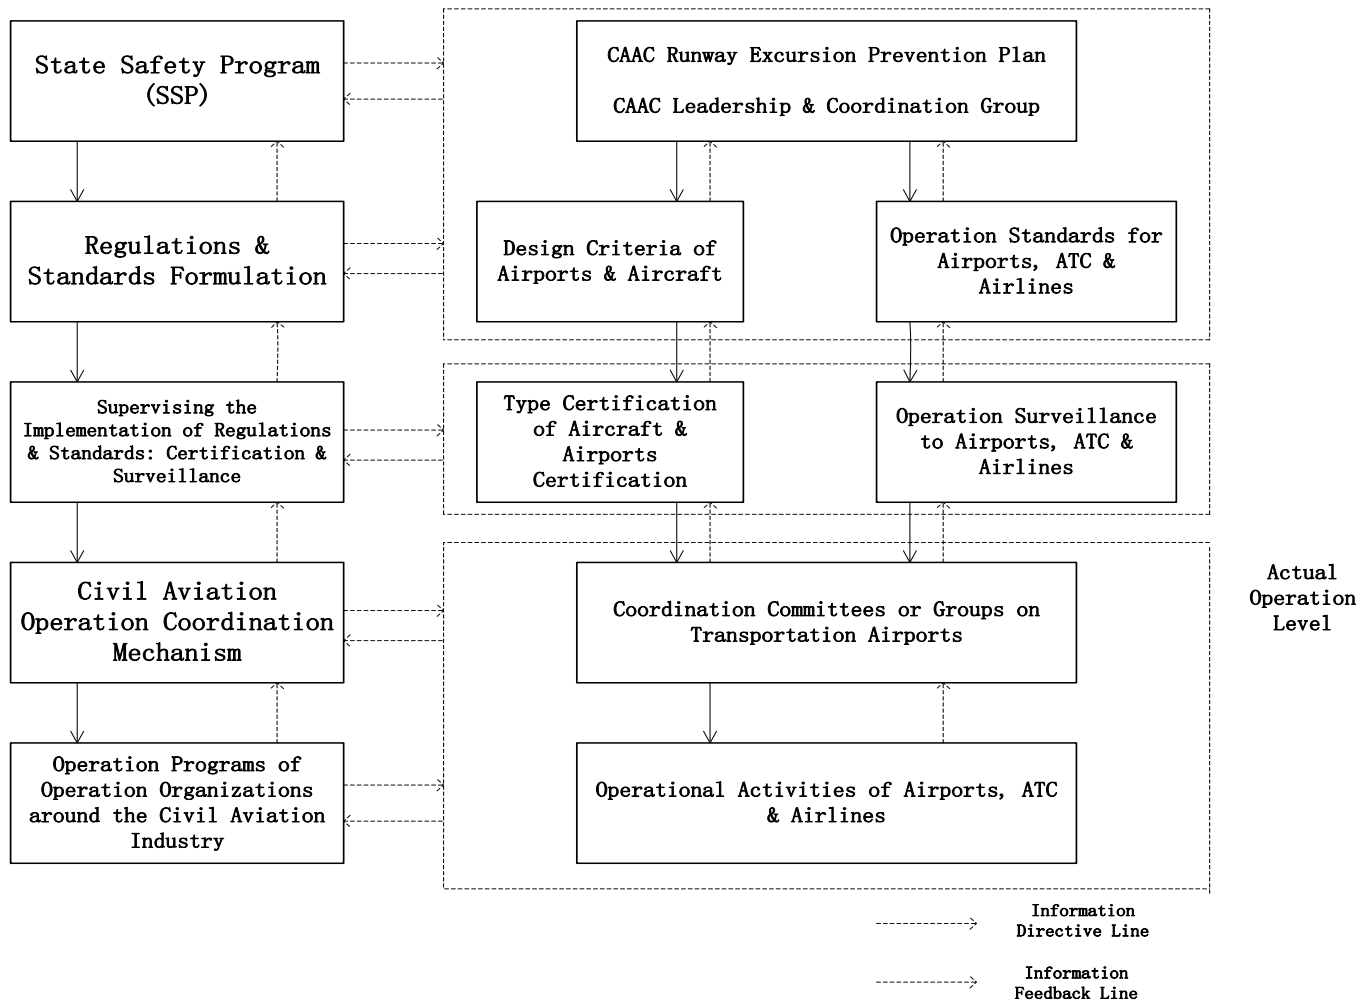 State Safety Program
(SSP)
CAAC Runway Excursion Prevention Plan
CAAC Leadership & Coordination Group
Regulations &
Standards Formulation
Design Criteria of
Airports & Aircraft
Operation Standards for
Airports, ATC &
Airlines
Supervising the
Implementation of Regulations
& Standards: Certification &
Surveillance
Type Certification
of Aircraft &
Airports
Certification
Operation Surveillance
to Airports, ATC &
Airlines
Civil Aviation
Operation Coordination
Mechanism
Coordination Committees or Groups on
Transportation Airports
Actual
Operation
Level
Operation Programs of
Operation Organizations
around the Civil Aviation
Industry
Operational Activities of Airports, ATC
& Airlines
Information
Directive Line
Information
Feedback Line